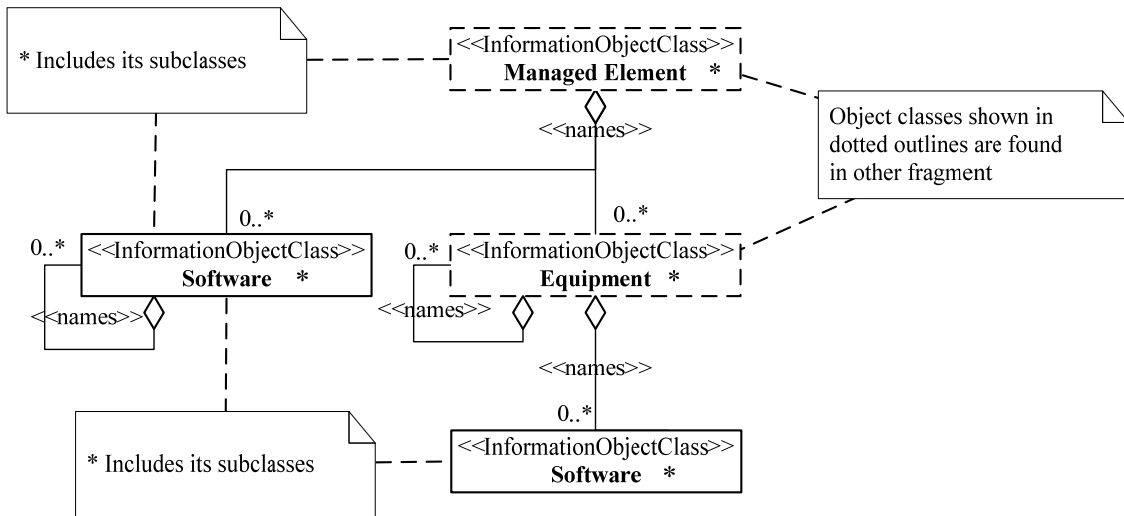 * Includes its subclasses
<<InformationObjectClass>>
Managed Element *
Object classes shown in
dotted outlines are found
in other fragment
<<names>>
0..*
0..*
0..*
<<InformationObjectClass>>
Software *
<<names>>
0..*
<<InformationObjectClass>>
Equipment *
<<names>>
<<names>>
0..*
* Includes its subclasses
<<InformationObjectClass>>
Software *